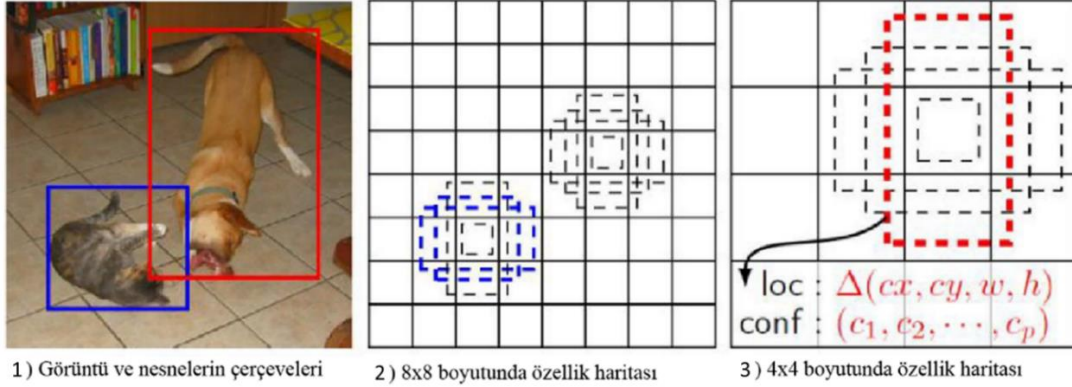 loc : Δ(cx, cy, w, h)
conf : (c₁, c₂, ⋯, cₚ)
1) Görüntü ve nesnelerin çerçeveleri
2) 8x8 boyutunda özellik haritası
3) 4x4 boyutunda özellik haritası